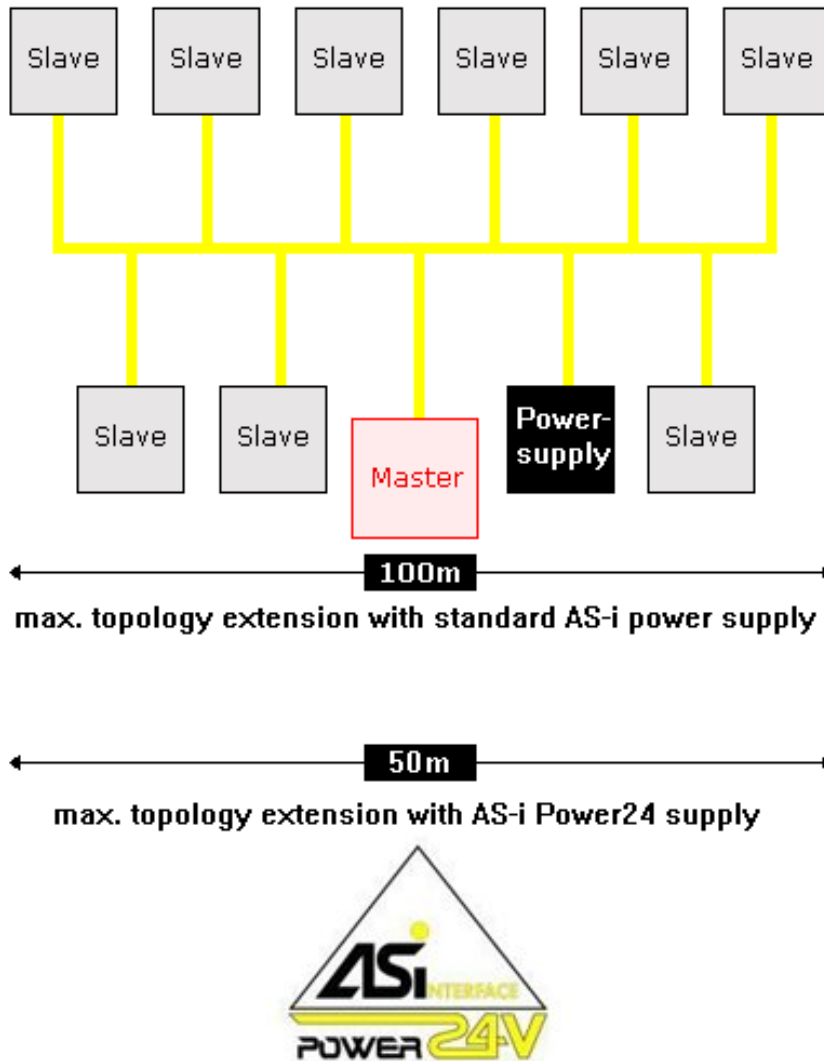 Slave Slave Slave Slave Slave Slave
Slave Slave Master Power-
supply Slave
100m
max. topology extension with standard AS-i power supply
50m
max. topology extension with AS-i Power24 supply
ASi INTERFACE
POWER 24V